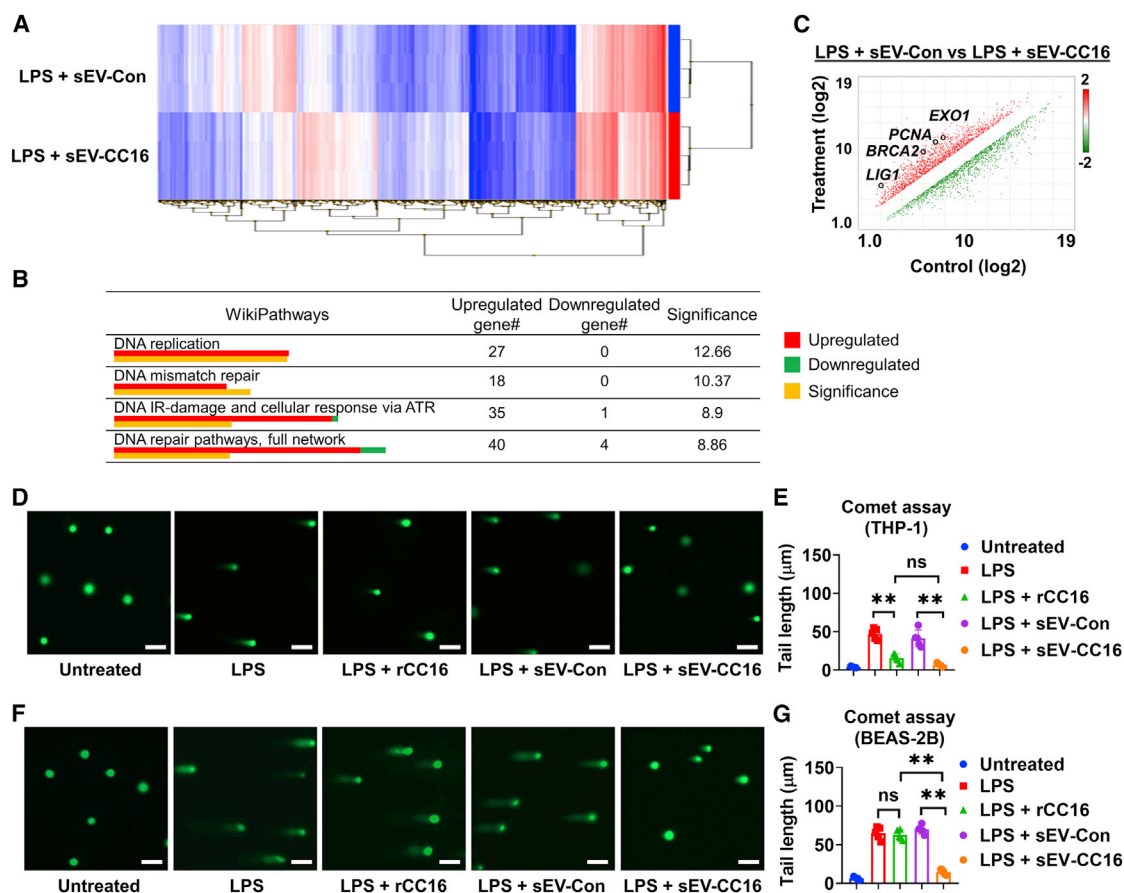 A
LPS + sEV-Con
LPS + sEV-CC16
B
WikiPathways Upregulated gene# Downregulated gene# Significance
DNA replication 27 0 12.66
DNA mismatch repair 18 0 10.37
DNA IR-damage and cellular response via ATR 35 1 8.9
DNA repair pathways, full network 40 4 8.86
Upregulated
Downregulated
Significance
C
LPS + sEV-Con vs LPS + sEV-CC16
Treatment (log2)
19
10
1.0
EXO1
PCNA
BRCA2
LIG1
1.0 10 19
Control (log2)
2
-2
D
Untreated LPS LPS + rCC16 LPS + sEV-Con LPS + sEV-CC16
E
Comet assay
(THP-1)
Tail length (μm)
150
100
50
0
ns
** **
Untreated
LPS
LPS + rCC16
LPS + sEV-Con
LPS + sEV-CC16
F
Untreated LPS LPS + rCC16 LPS + sEV-Con LPS + sEV-CC16
G
Comet assay
(BEAS-2B)
Tail length (μm)
150
100
50
0
**
ns **
Untreated
LPS
LPS + rCC16
LPS + sEV-Con
LPS + sEV-CC16